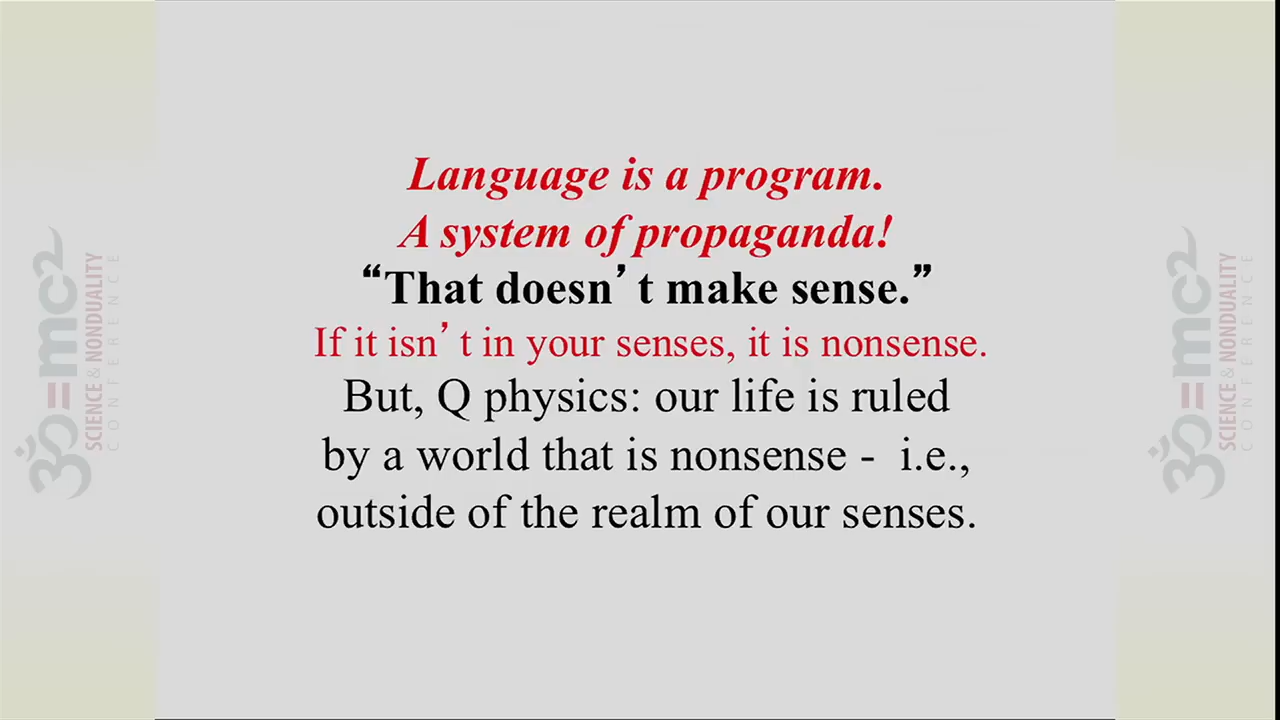 Language is a program.
A system of propaganda!
“That doesn’t make sense.”
If it isn’t in your senses, it is nonsense.
But, Q physics: our life is ruled
by a world that is nonsense - i.e.,
outside of the realm of our senses.
ॐ=mc2
SCIENCE & NONDUALITY
CONFERENCE
ॐ=mc2
SCIENCE & NONDUALITY
CONFERENCE